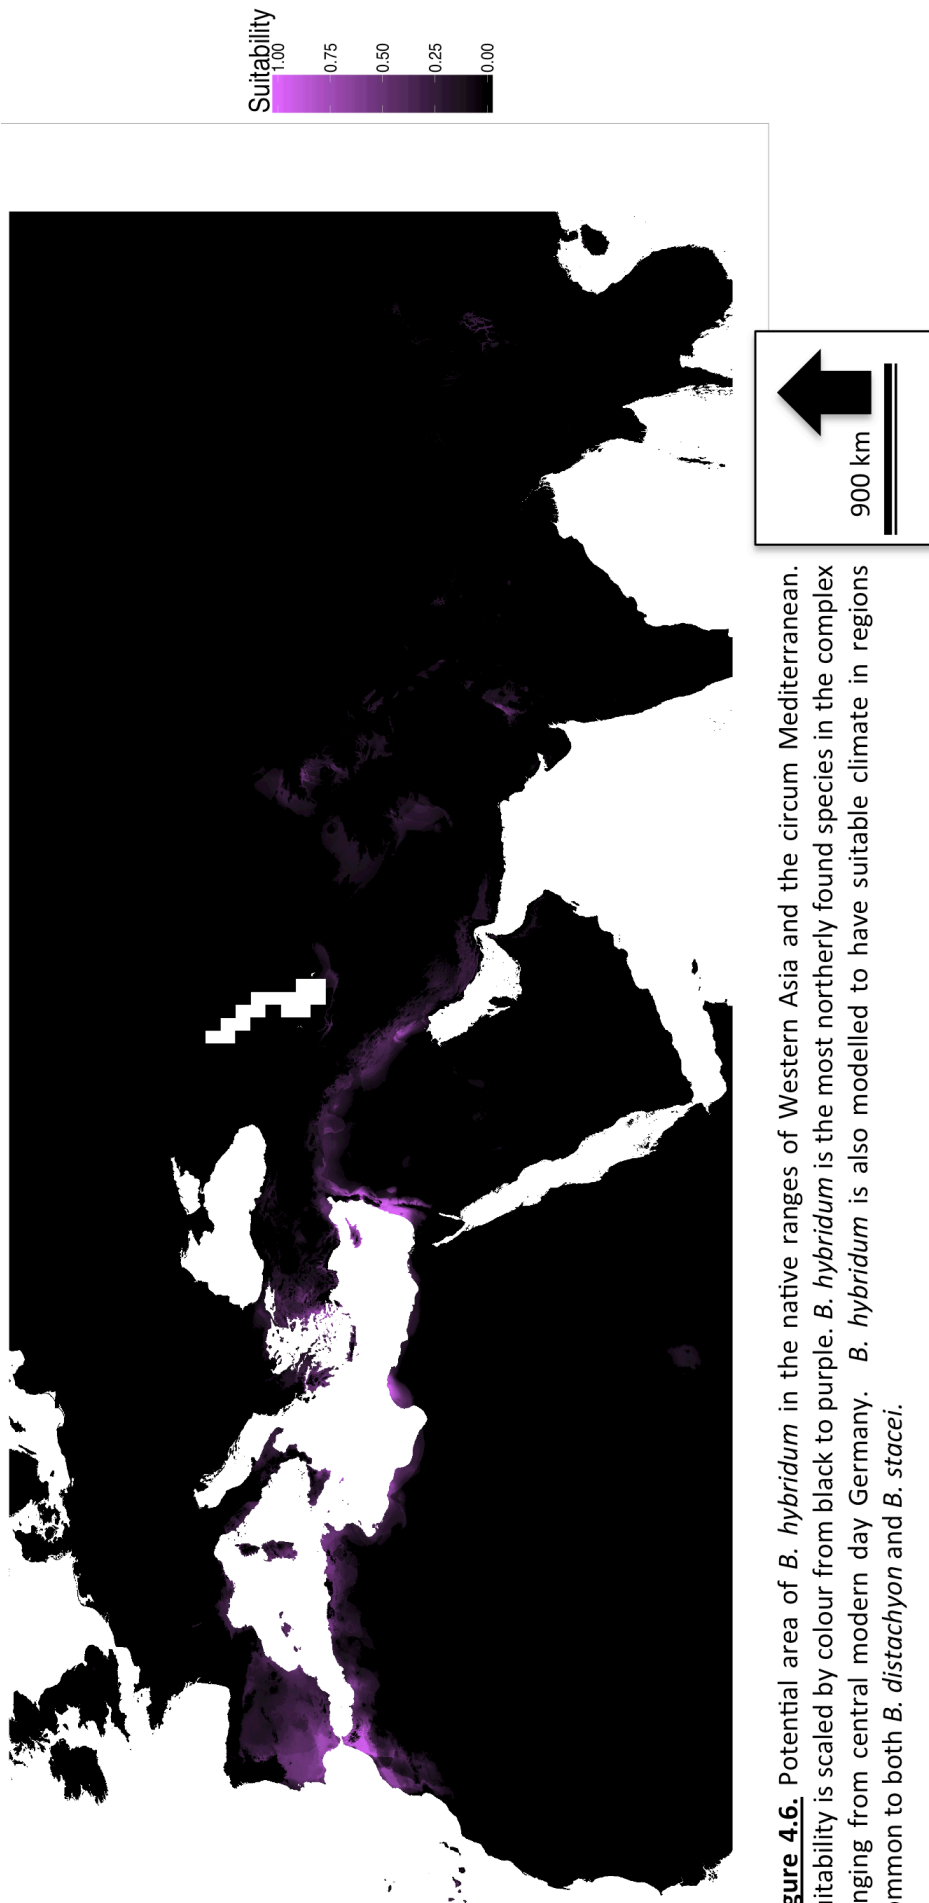 Suitability
1.00
0.75
0.50
0.25
0.00
900 km
gure 4.6. Potential area of B. hybridum in the native ranges of Western Asia and the circum Mediterranean.
itability is scaled by colour from black to purple. B. hybridum is the most northerly found species in the complex
nging from central modern day Germany. B. hybridum is also modelled to have suitable climate in regions
mmon to both B. distachyon and B. stacei.